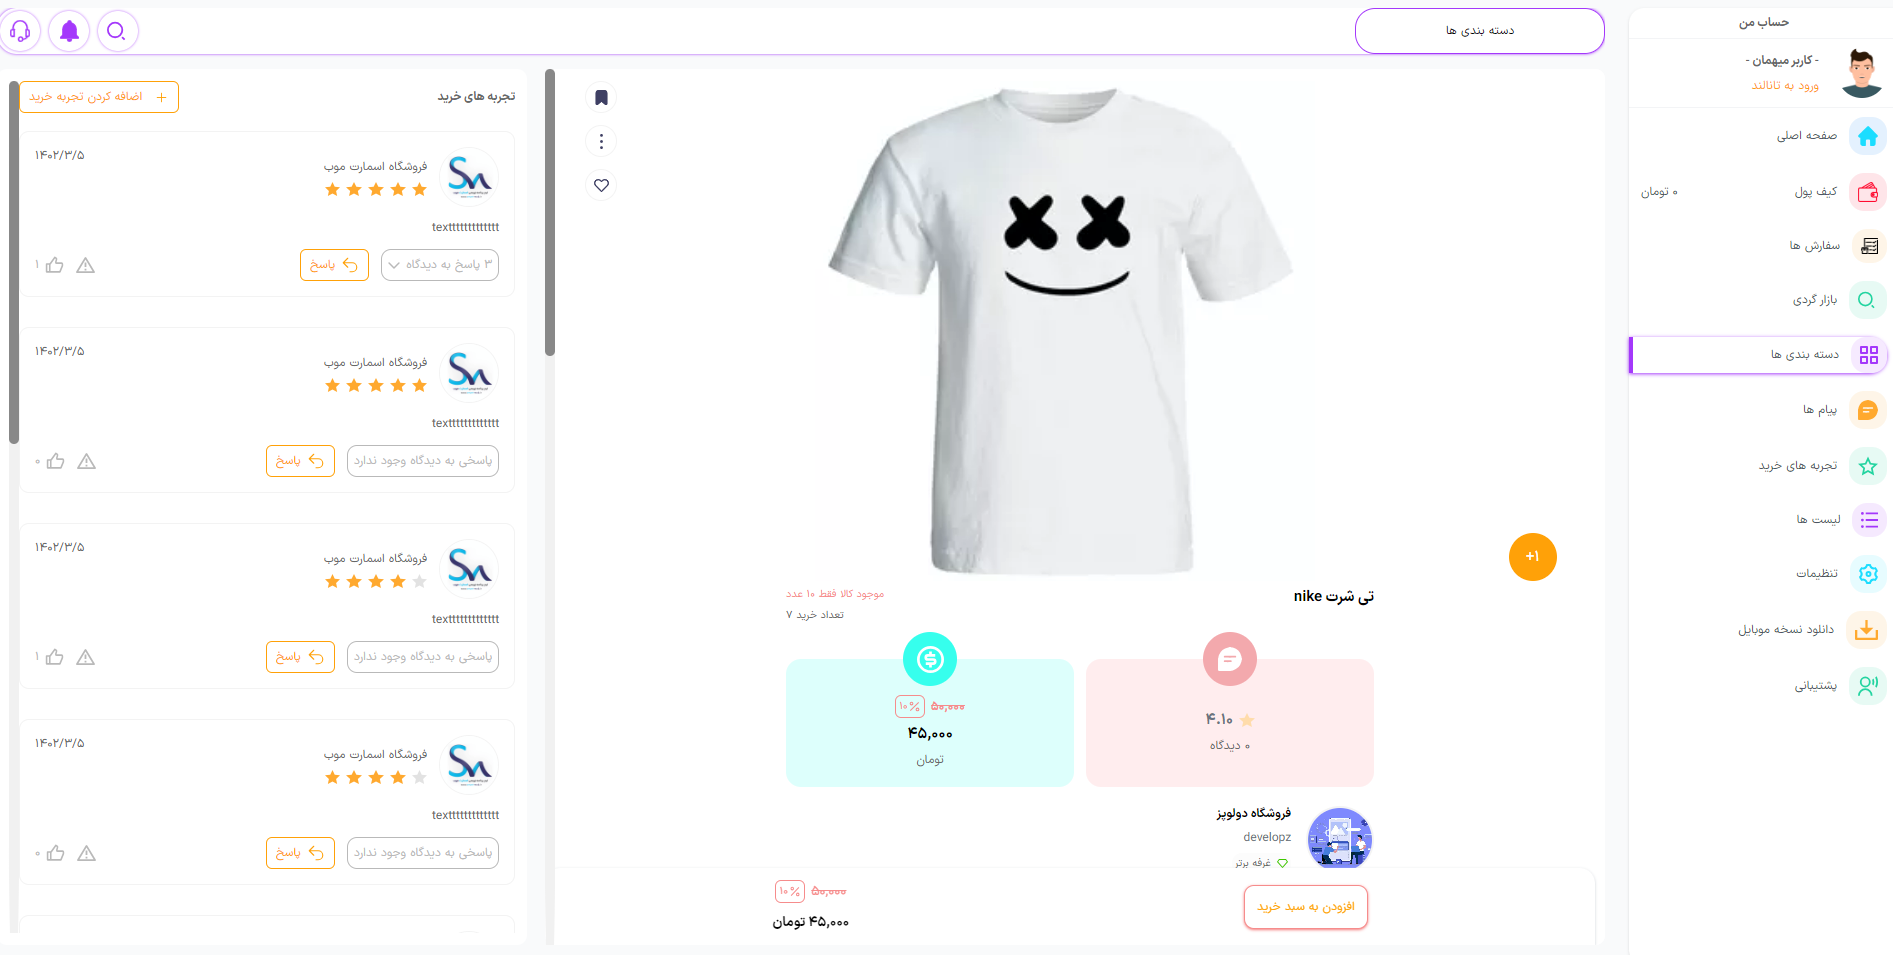 حساب من
- کاربر میهمان -
ورود به تانالند
صفحه اصلی
کیف پول
۰ تومان
سفارش ها
بازار گردی
دسته بندی ها
پیام ها
تجربه های خرید
لیست ها
تنظیمات
دانلود نسخه موبایل
پشتیبانی
دسته بندی ها
+۱
تی شرت nike
موجود کالا فقط ۱۰ عدد
تعداد خرید ۷
۴.۱۰
۰ دیدگاه
۵۰,۰۰۰ ۱۰%
۴۵,۰۰۰
تومان
فروشگاه دولوپز
developz
غرفه برتر
افزودن به سبد خرید
۵۰,۰۰۰ ۱۰%
۴۵,۰۰۰ تومان
تجربه های خرید
اضافه کردن تجربه خرید
فروشگاه اسمارت موب
۱۴۰۲/۳/۵
texttttttttttttt
۳ پاسخ به دیدگاه
پاسخ
۱
فروشگاه اسمارت موب
۱۴۰۲/۳/۵
texttttttttttttt
پاسخی به دیدگاه وجود ندارد
پاسخ
۰
فروشگاه اسمارت موب
۱۴۰۲/۳/۵
texttttttttttttt
پاسخی به دیدگاه وجود ندارد
پاسخ
۱
فروشگاه اسمارت موب
۱۴۰۲/۳/۵
texttttttttttttt
پاسخی به دیدگاه وجود ندارد
پاسخ
۰